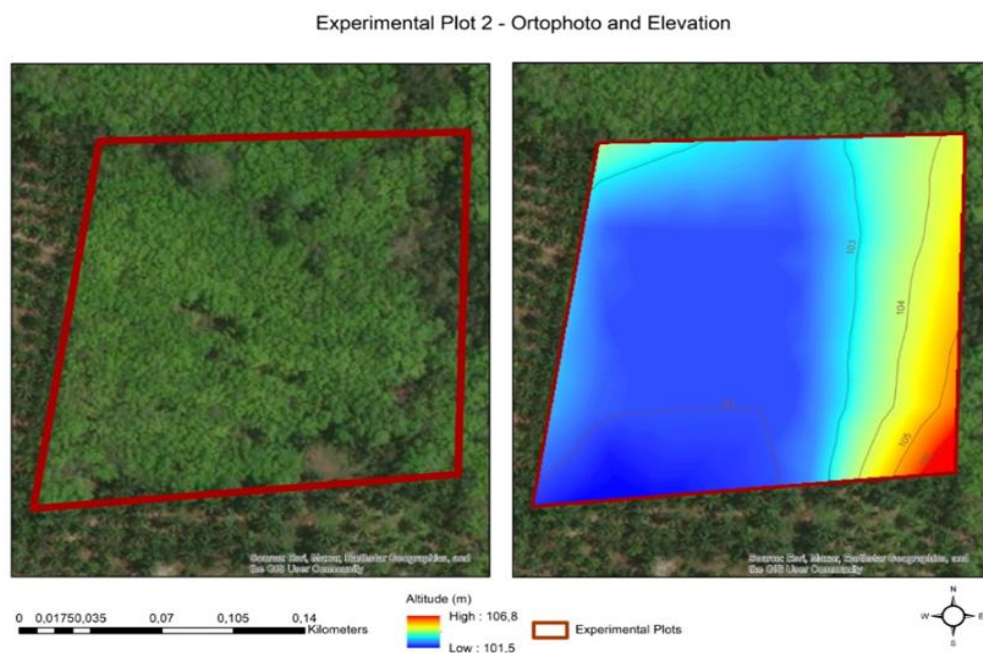 Experimental Plot 2 - Ortophoto and Elevation
103
104
105
Source: Esri, Maxar, Earthstar Geographics, and
the GIS User Community
Source: Esri, Maxar, Earthstar Geographics, and
the GIS User Community
0 0,01750,035 0,07 0,105 0,14
Kilometers
Altitude (m)
High : 106,8
Low : 101,5
Experimental Plots
N
W E
S